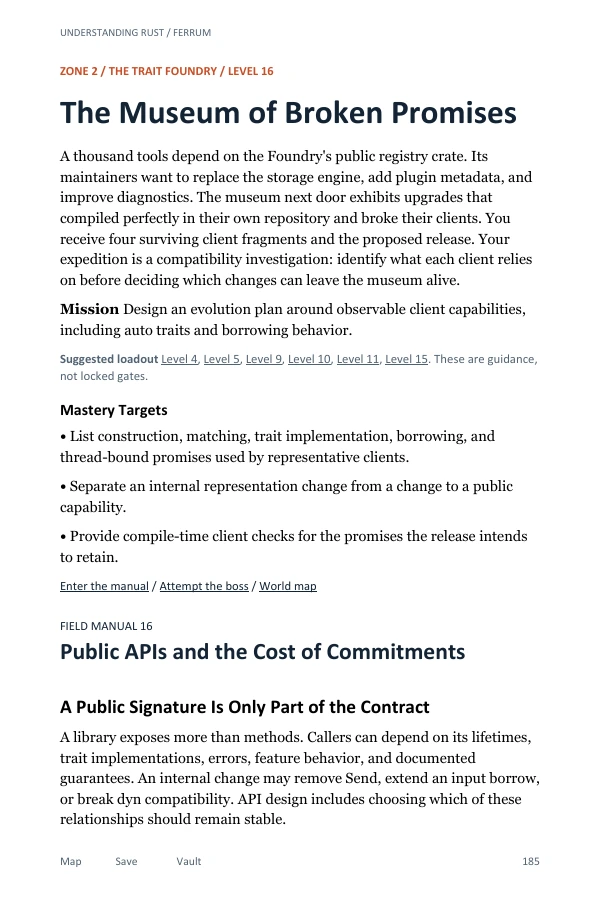 UNDERSTANDING RUST / FERRUM
ZONE 2 / THE TRAIT FOUNDRY / LEVEL 16
The Museum of Broken Promises
A thousand tools depend on the Foundry's public registry crate. Its
maintainers want to replace the storage engine, add plugin metadata, and
improve diagnostics. The museum next door exhibits upgrades that
compiled perfectly in their own repository and broke their clients. You
receive four surviving client fragments and the proposed release. Your
expedition is a compatibility investigation: identify what each client relies
on before deciding which changes can leave the museum alive.
Mission Design an evolution plan around observable client capabilities,
including auto traits and borrowing behavior.
Suggested loadout Level 4, Level 5, Level 9, Level 10, Level 11, Level 15. These are guidance,
not locked gates.
Mastery Targets
• List construction, matching, trait implementation, borrowing, and
thread-bound promises used by representative clients.
• Separate an internal representation change from a change to a public
capability.
• Provide compile-time client checks for the promises the release intends
to retain.
Enter the manual / Attempt the boss / World map
FIELD MANUAL 16
Public APIs and the Cost of Commitments
A Public Signature Is Only Part of the Contract
A library exposes more than methods. Callers can depend on its lifetimes,
trait implementations, errors, feature behavior, and documented
guarantees. An internal change may remove Send, extend an input borrow,
or break dyn compatibility. API design includes choosing which of these
relationships should remain stable.
Map Save Vault 185